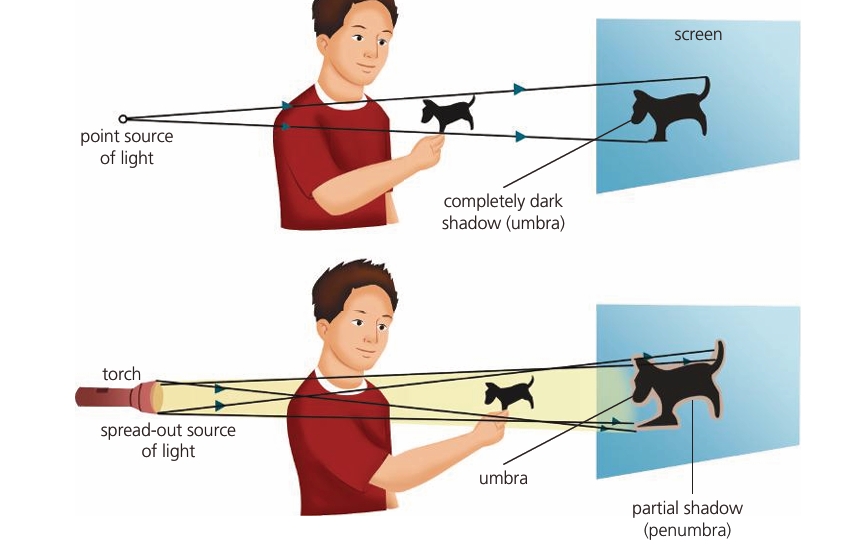 screen
point source
of light
completely dark
shadow (umbra)
torch
spread-out source
of light
umbra
partial shadow
(penumbra)